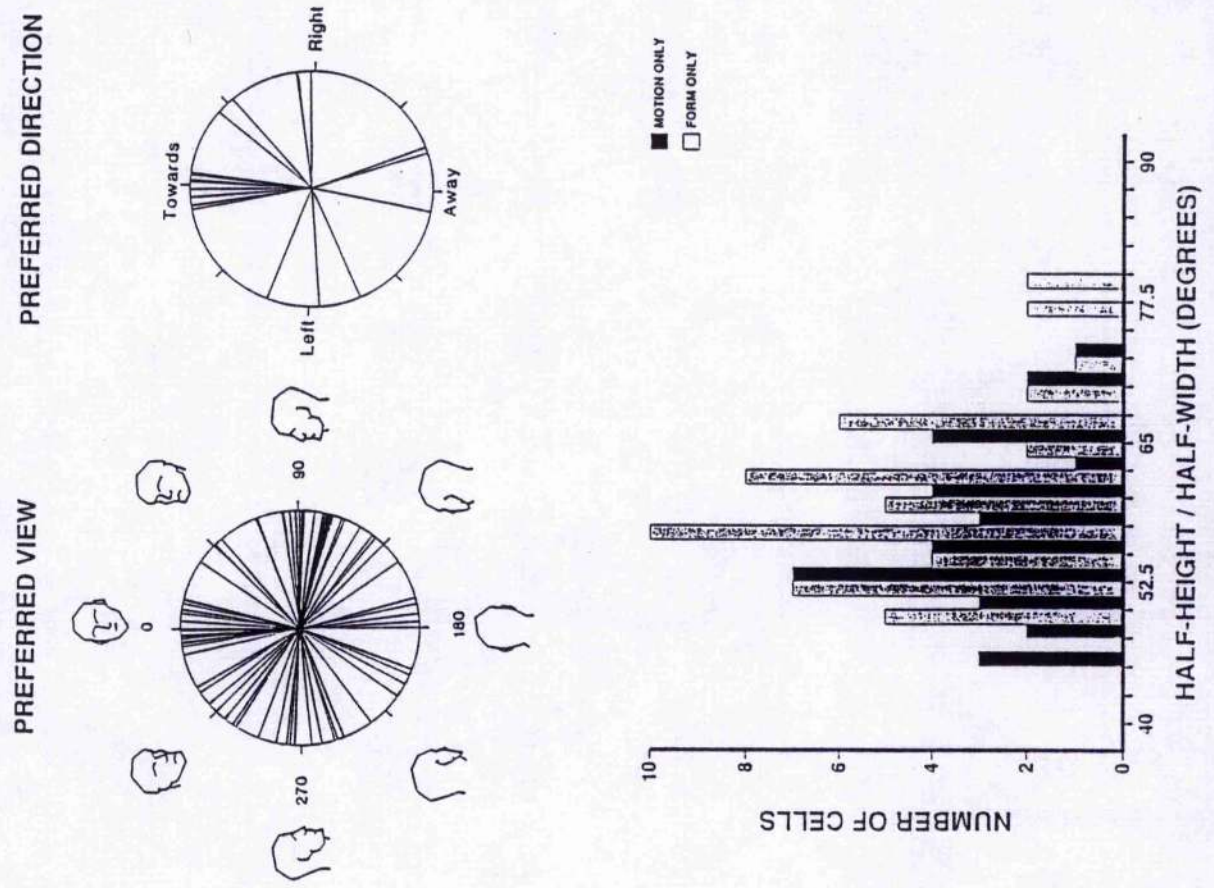 PREFERRED VIEW
PREFERRED DIRECTION
0
90
180
270
Towards
Right
Away
Left
MOTION ONLY
FORM ONLY
NUMBER OF CELLS
10
8
6
4
2
0
40
52.5
65
77.5
90
HALF-HEIGHT / HALF-WIDTH (DEGREES)